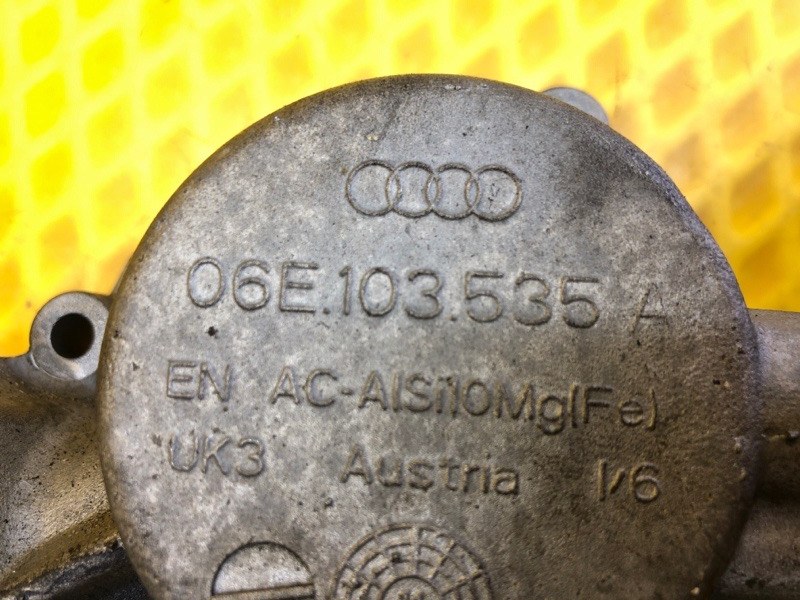 06E.103.535 A
EN AC-AlSi10Mg(Fe)
UK3 Austria 1/6